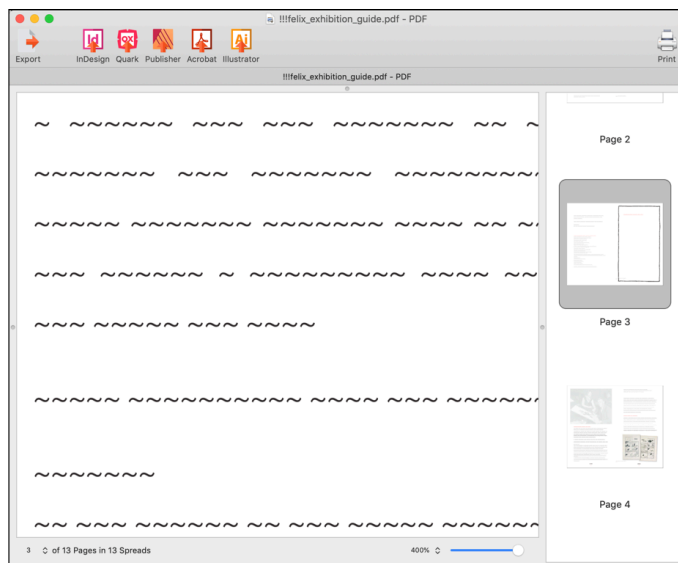 !!!felix_exhibition_guide.pdf - PDF
Export InDesign Quark Publisher Acrobat Illustrator Print
!!!felix_exhibition_guide.pdf - PDF
~ ~~~~~~ ~~~ ~~~ ~~~~~~~ ~~ ~
~~~~~~~ ~~~ ~~~~~~~ ~~~~~~~~~
~~~~~ ~~~~~~~ ~~~~~~~ ~~~~ ~~ ~~
~~~ ~~~~~~ ~ ~~~~~~~~~ ~~~~ ~~
~~~ ~~~~~ ~~~ ~~~~
~~~~~ ~~~~~~~~~~ ~~~~ ~~~ ~~~~~~
~~~~~~~
~~ ~~~ ~~~~~~ ~~ ~~~ ~~~~~ ~~~~~~
3 of 13 Pages in 13 Spreads
400%
Page 2
Page 3
Page 4